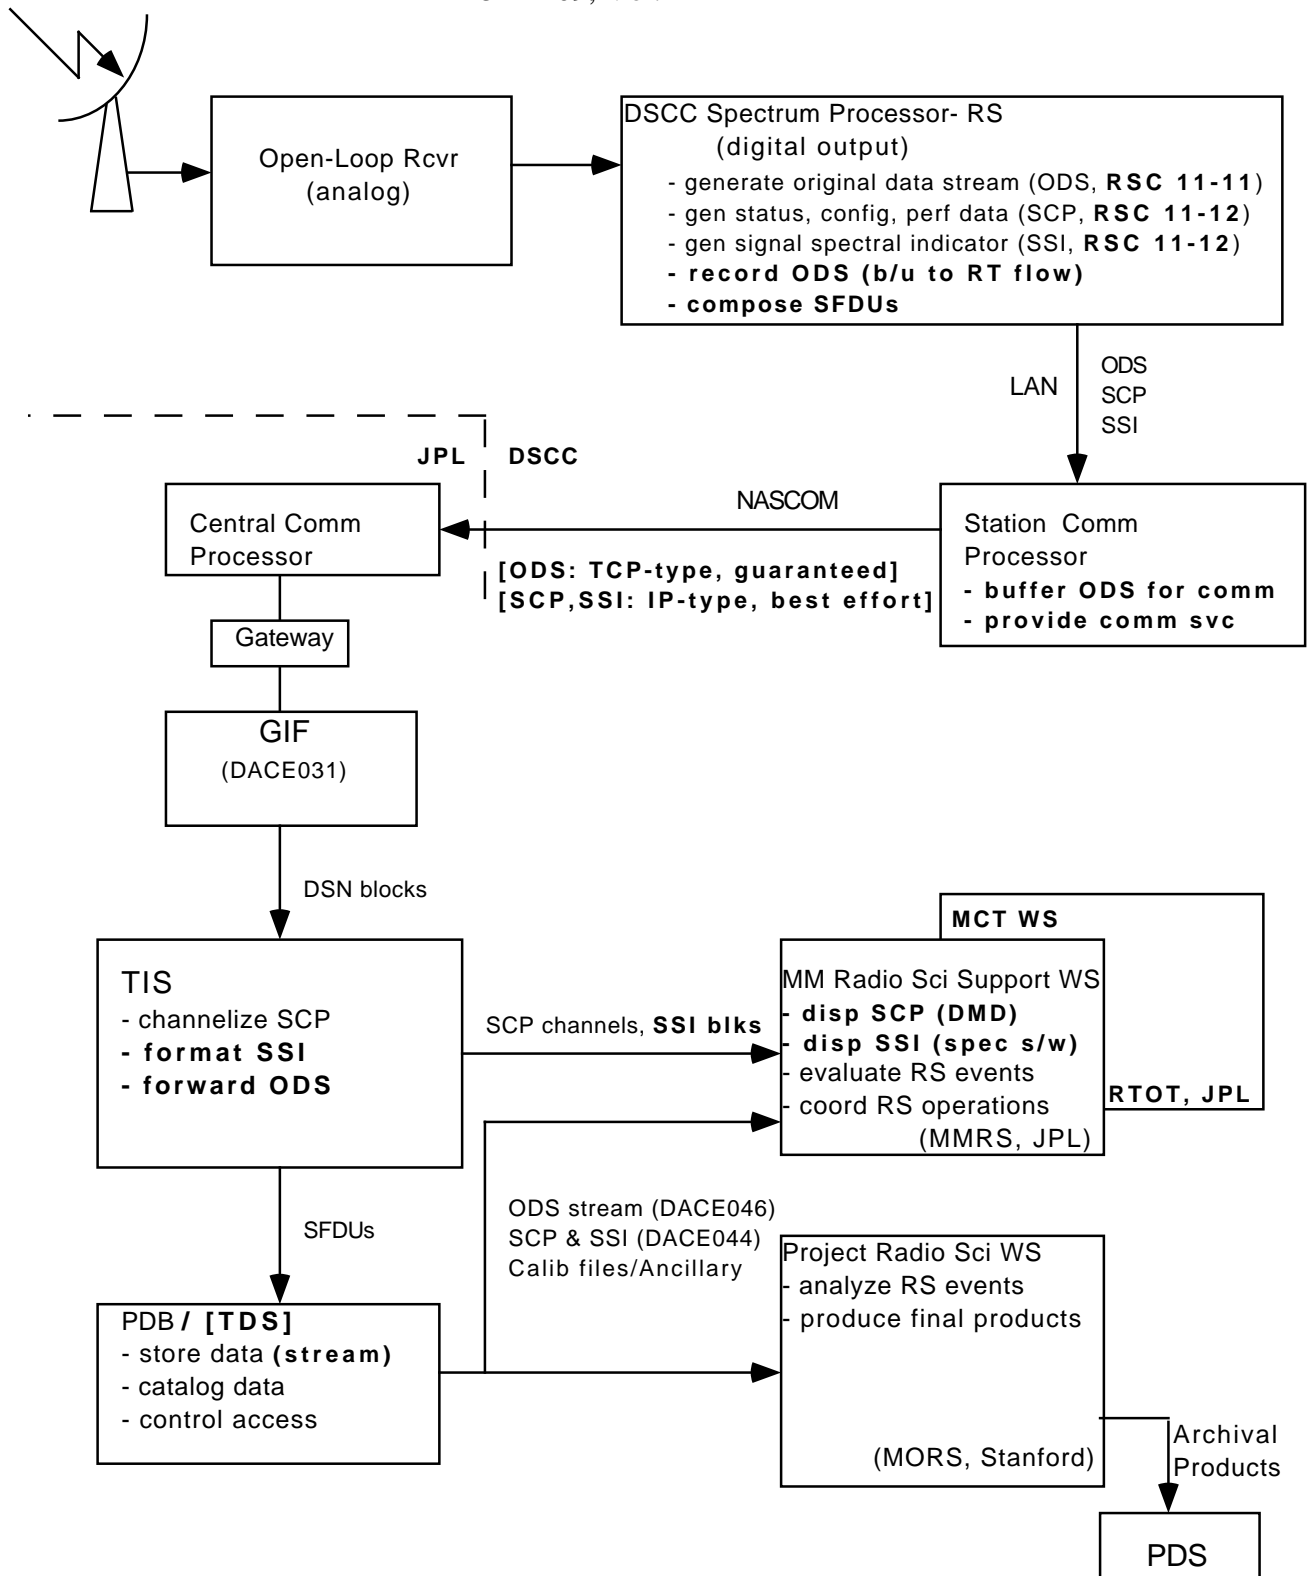 Open-Loop Rcvr
(analog)
DSCC Spectrum Processor- RS
(digital output)
- generate original data stream (ODS, RSC 11-11)
- gen status, config, perf data (SCP, RSC 11-12)
- gen signal spectral indicator (SSI, RSC 11-12)
- record ODS (b/u to RT flow)
- compose SFDUs
LAN
ODS
SCP
SSI
JPL
DSCC
NASCOM
Central Comm
Processor
[ODS: TCP-type, guaranteed]
[SCP,SSI: IP-type, best effort]
Station Comm
Processor
- buffer ODS for comm
- provide comm svc
Gateway
GIF
(DACE031)
DSN blocks
TIS
- channelize SCP
- format SSI
- forward ODS
SCP channels, SSI blks
MCT WS
MM Radio Sci Support WS
- disp SCP (DMD)
- disp SSI (spec s/w)
- evaluate RS events
- coord RS operations
(MMRS, JPL)
RTOT, JPL
SFDUs
ODS stream (DACE046)
SCP & SSI (DACE044)
Calib files/Ancillary
PDB / [TDS]
- store data (stream)
- catalog data
- control access
Project Radio Sci WS
- analyze RS events
- produce final products
(MORS, Stanford)
Archival
Products
PDS